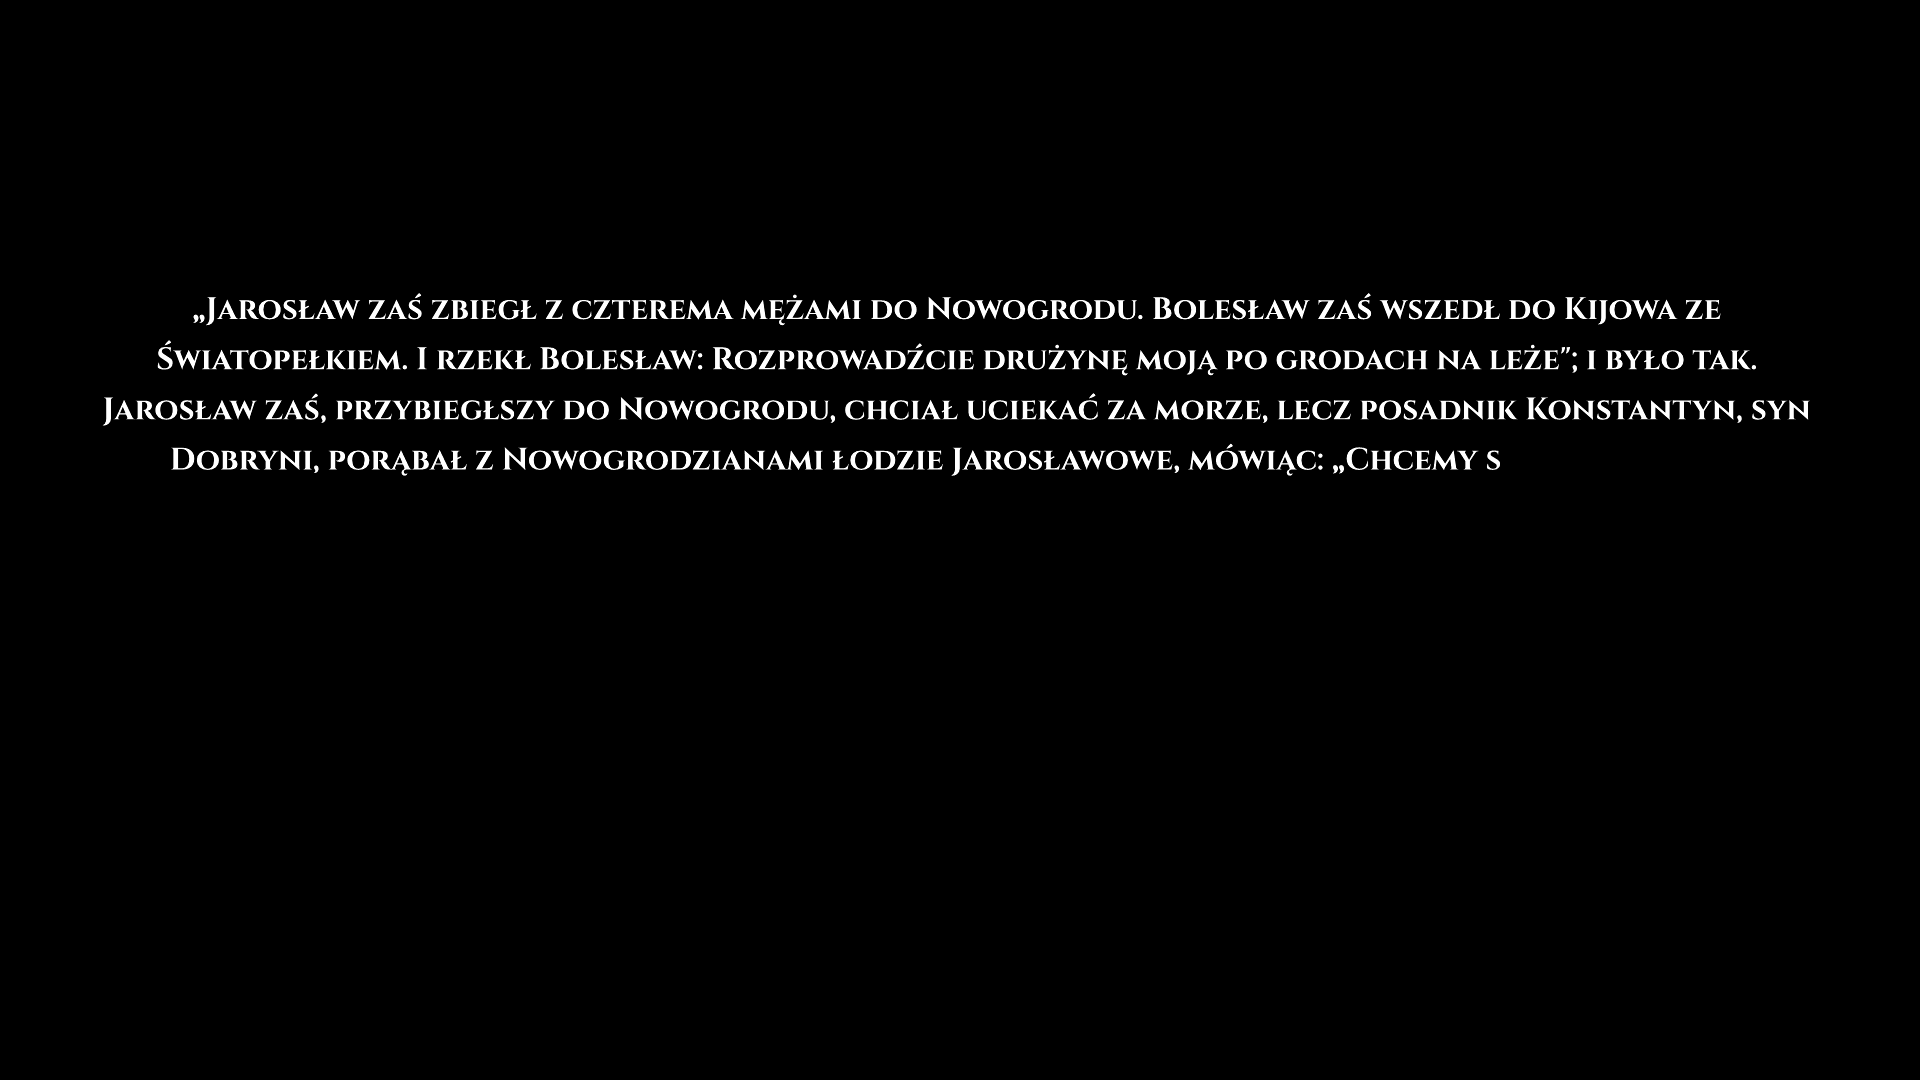 „Jarosław zaś zbiegł z czterema mężami do Nowogrodu. Bolesław zaś wszedł do Kijowa ze
Światopełkiem. I rzekł Bolesław: Rozprowadźcie drużynę moją po grodach na leże"; i było tak.
Jarosław zaś, przybiegłszy do Nowogrodu, chciał uciekać za morze, lecz posadnik Konstantyn, syn
Dobryni, porąbał z Nowogrodzianami łodzie Jarosławowe, mówiąc: „Chcemy s